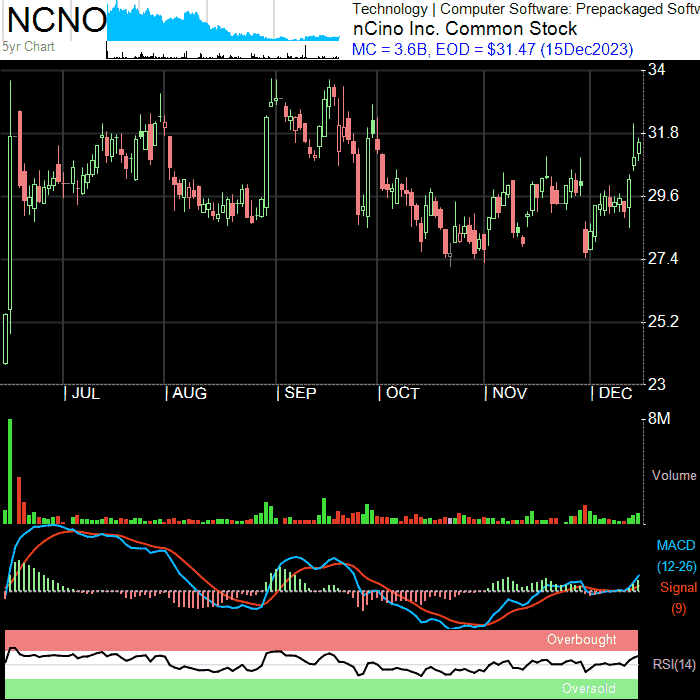 NCNO
5yr Chart
Technology | Computer Software: Prepackaged Softw
nCino Inc. Common Stock
MC = 3.6B, EOD = $31.47 (15Dec2023)
34
31.8
29.6
27.4
25.2
23
| JUL | AUG | SEP | OCT | NOV | DEC
8M
Volume
MACD
(12-26)
Signal
(9)
Overbought
RSI(14)
Oversold